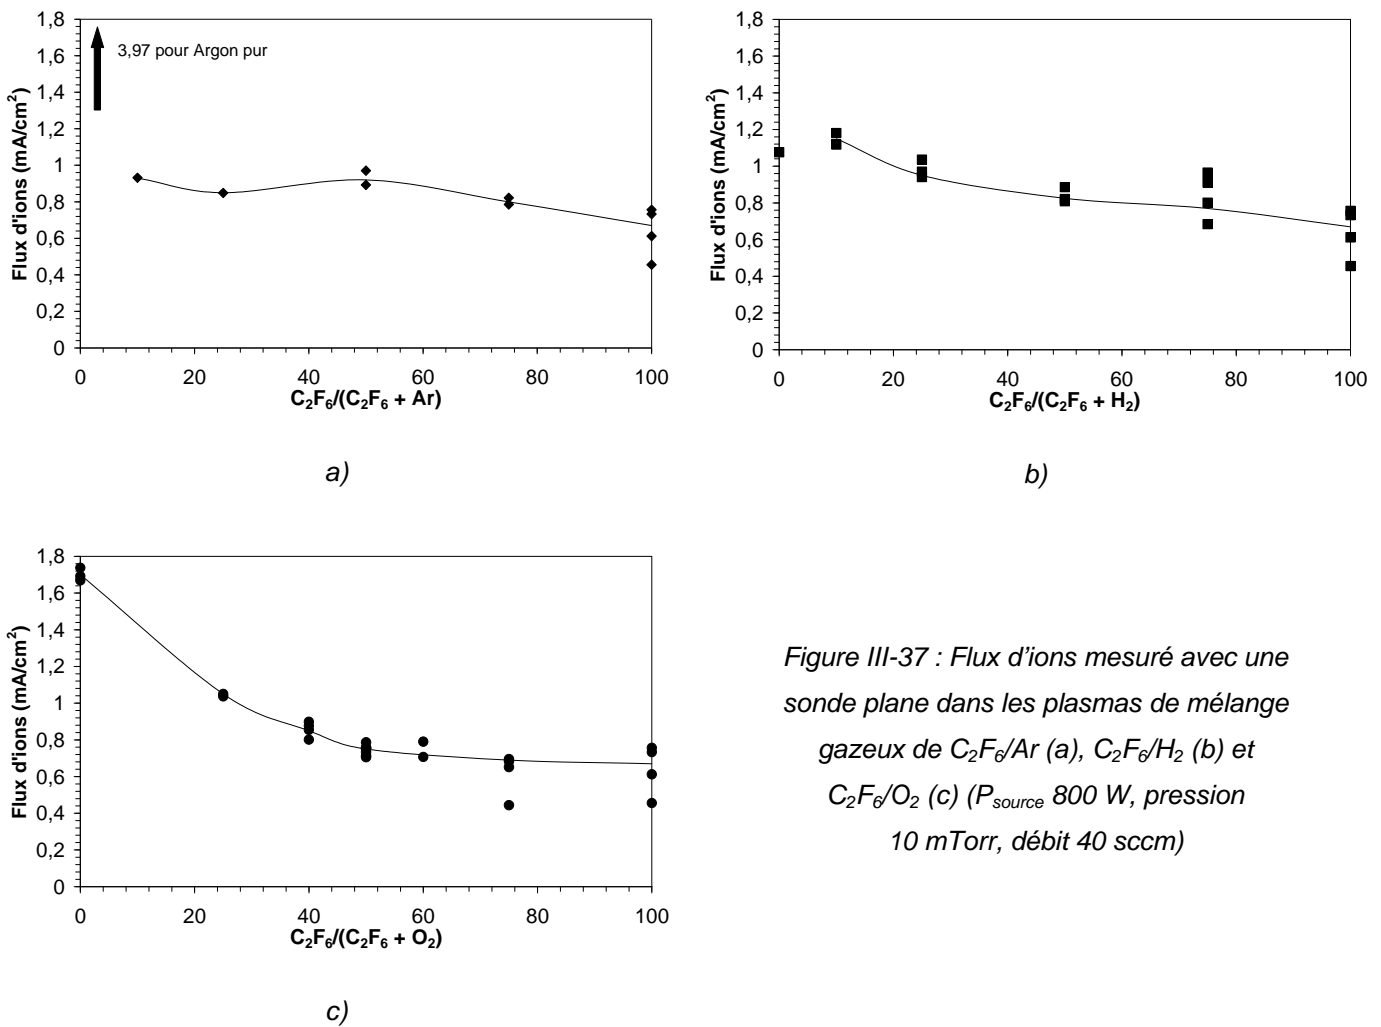 1,8
1,6
1,4
1,2
1
0,8
0,6
0,4
0,2
0
Flux d'ions (mA/cm²)
3,97 pour Argon pur
0 20 40 60 80 100
C₂F₆/(C₂F₆ + Ar)
a)
1,8
1,6
1,4
1,2
1
0,8
0,6
0,4
0,2
0
Flux d'ions (mA/cm²)
0 20 40 60 80 100
C₂F₆/(C₂F₆ + H₂)
b)
1,8
1,6
1,4
1,2
1
0,8
0,6
0,4
0,2
0
Flux d'ions (mA/cm²)
0 20 40 60 80 100
C₂F₆/(C₂F₆ + O₂)
c)
Figure III-37 : Flux d’ions mesuré avec une
sonde plane dans les plasmas de mélange
gazeux de C₂F₆/Ar (a), C₂F₆/H₂ (b) et
C₂F₆/O₂ (c) (Psource 800 W, pression
10 mTorr, débit 40 sccm)